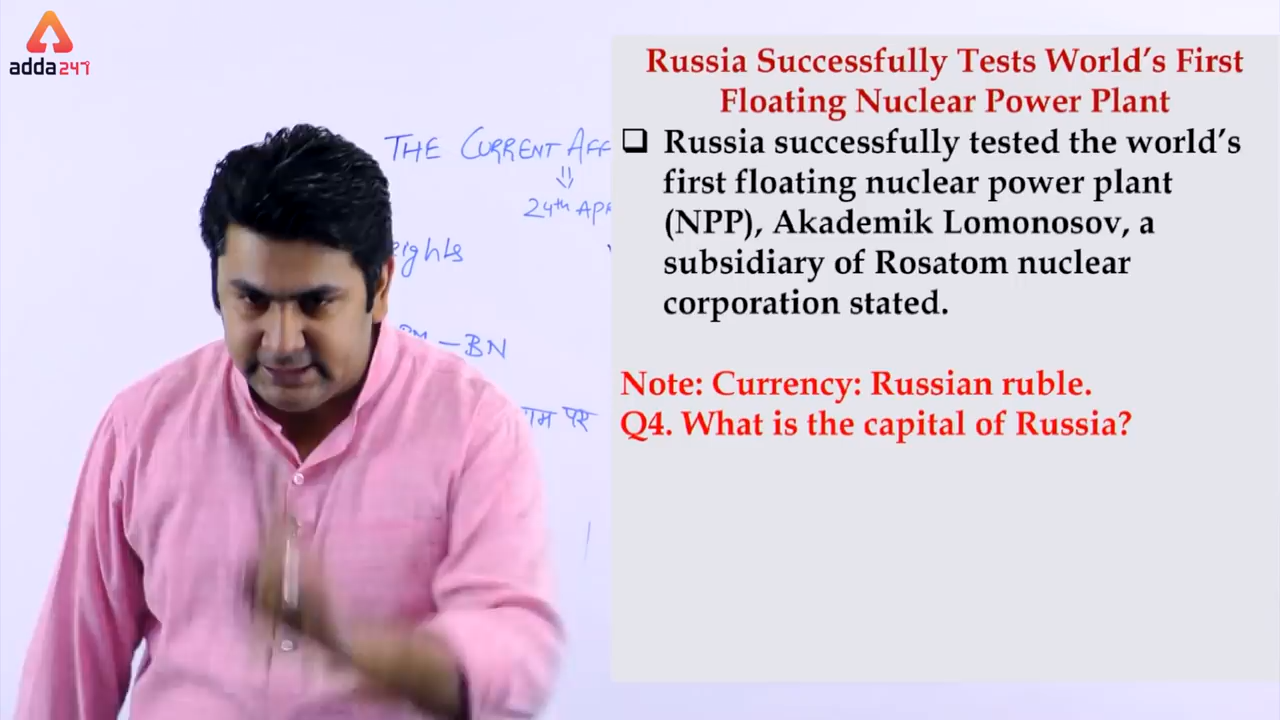 adda247
THE CURRENT AFF
24th APR
eights
– BN
पर
Russia Successfully Tests World's First
Floating Nuclear Power Plant
❑ Russia successfully tested the world's
first floating nuclear power plant
(NPP), Akademik Lomonosov, a
subsidiary of Rosatom nuclear
corporation stated.
Note: Currency: Russian ruble.
Q4. What is the capital of Russia?